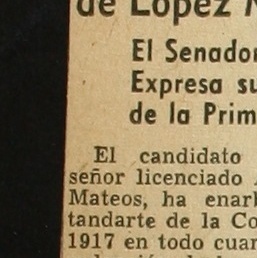 de López
El Senador
Expresa su
de la Prim
El candidato
señor licenciado
Mateos, ha enarb
tandarte de la Co
1917 en todo cuan